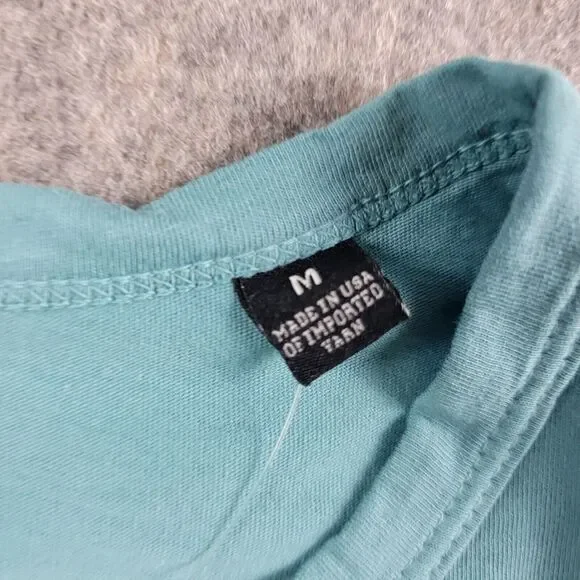 M
MADE IN USA
OF IMPORTED
YARN